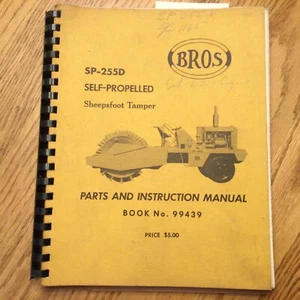 BROS
SP-255D
SELF-PROPELLED
Sheepsfoot Tamper
PARTS AND INSTRUCTION MANUAL
BOOK No. 99439
PRICE $5.00